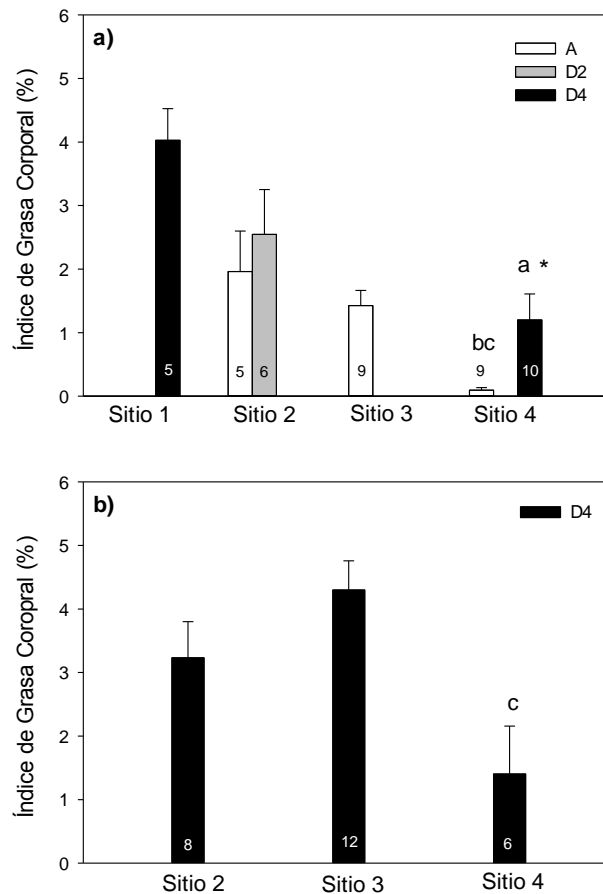 a)
A
D2
D4
Índice de Grasa Corporal (%)
6
5
4
3
2
1
0
a *
bc
5
5
6
9
9
10
Sitio 1 Sitio 2 Sitio 3 Sitio 4
b)
D4
Índice de Grasa Coropral (%)
6
5
4
3
2
1
0
c
8
12
6
Sitio 2 Sitio 3 Sitio 4